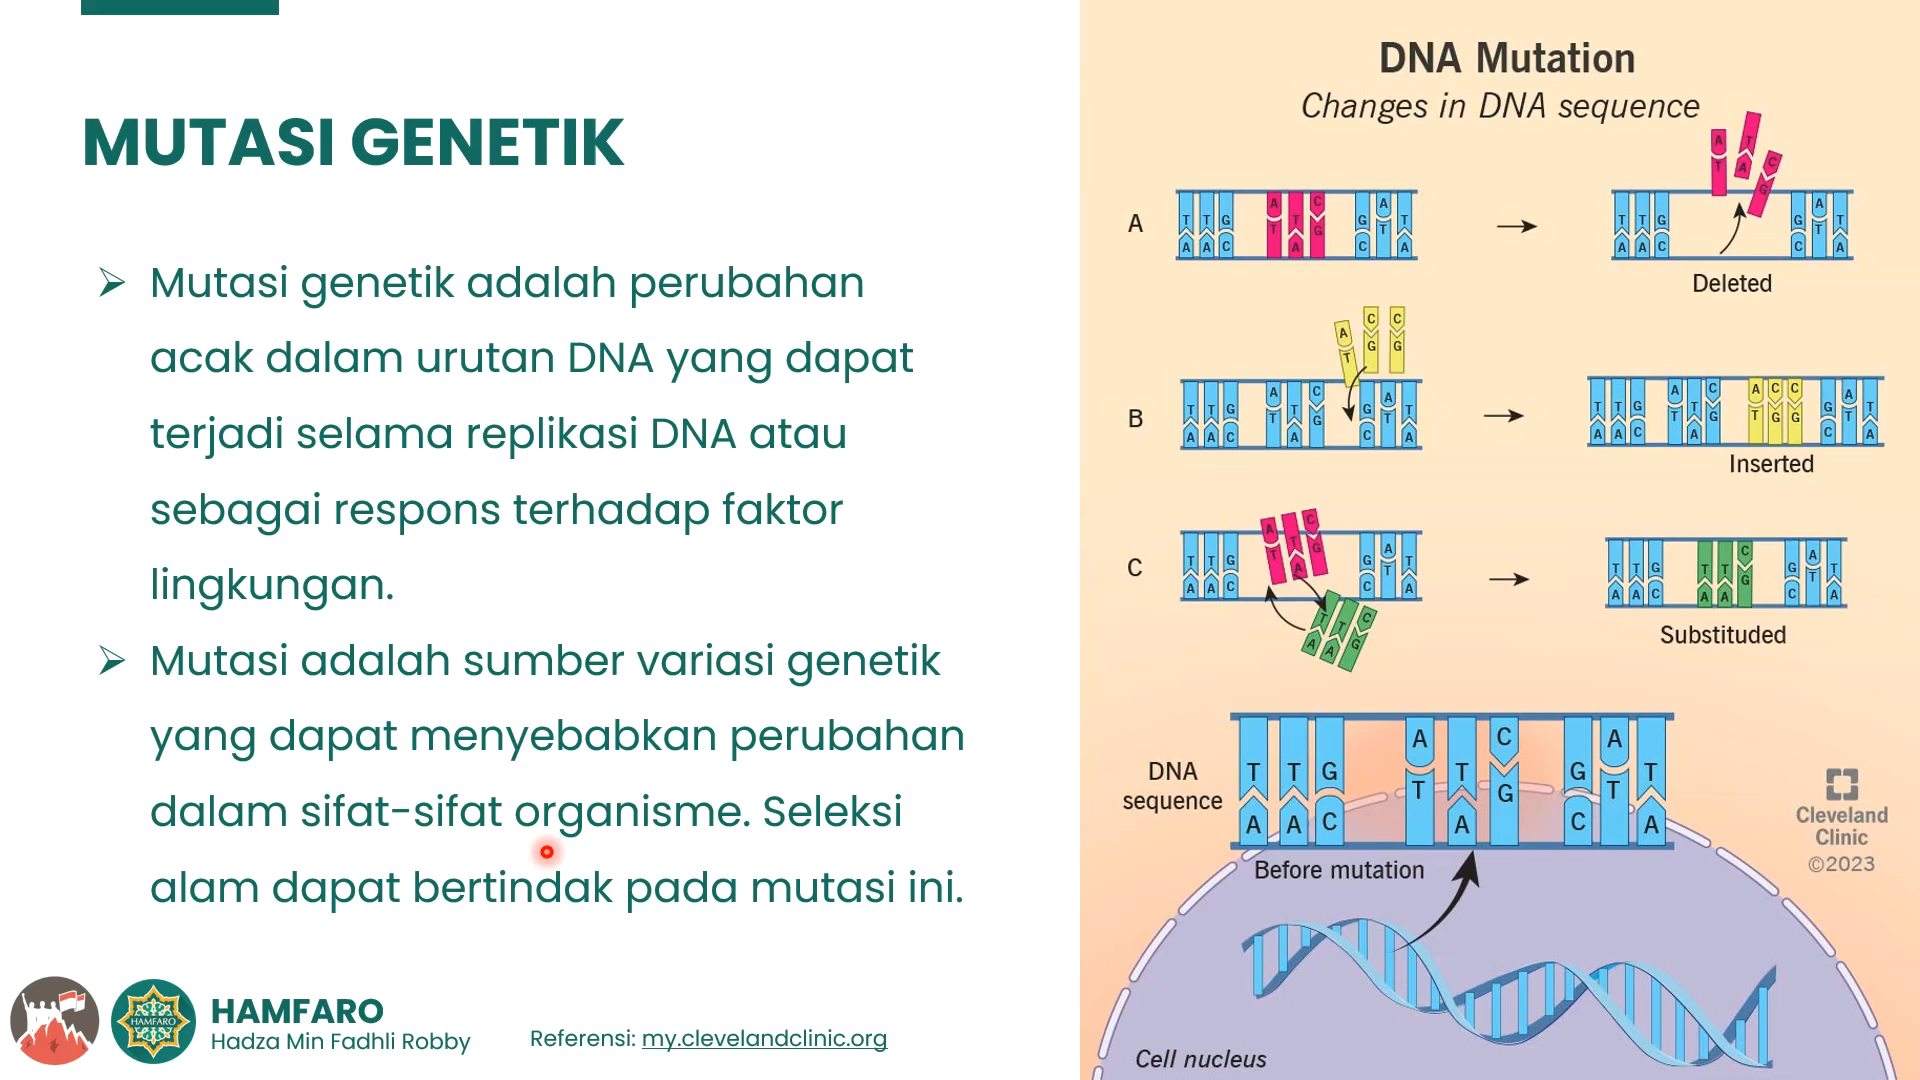 MUTASI GENETIK
Mutasi genetik adalah perubahan
acak dalam urutan DNA yang dapat
terjadi selama replikasi DNA atau
sebagai respons terhadap faktor
lingkungan.
Mutasi adalah sumber variasi genetik
yang dapat menyebabkan perubahan
dalam sifat-sifat organisme. Seleksi
alam dapat bertindak pada mutasi ini.
HAMFARO
HAMFARO
Hadza Min Fadhli Robby
Referensi: my.clevelandclinic.org
DNA Mutation
Changes in DNA sequence
A
T T G A T C G A T
A A C T A G C T A
A T C
T A G
T T G G A T
A A C C T A
Deleted
B
A C C
T G G
T T G A T C G A T
A A C T A G C T A
T T G A T C A C C G A T
A A C T A G T G G C T A
Inserted
C
A T C
T A G
T T G G A T
A A C C T A
T T C
A A G
T T G T T C G A T
A A C A A G C T A
Substituded
DNA
sequence
T T G A T C G A T
A A C T A G C T A
Before mutation
Cleveland
Clinic
©2023
Cell nucleus